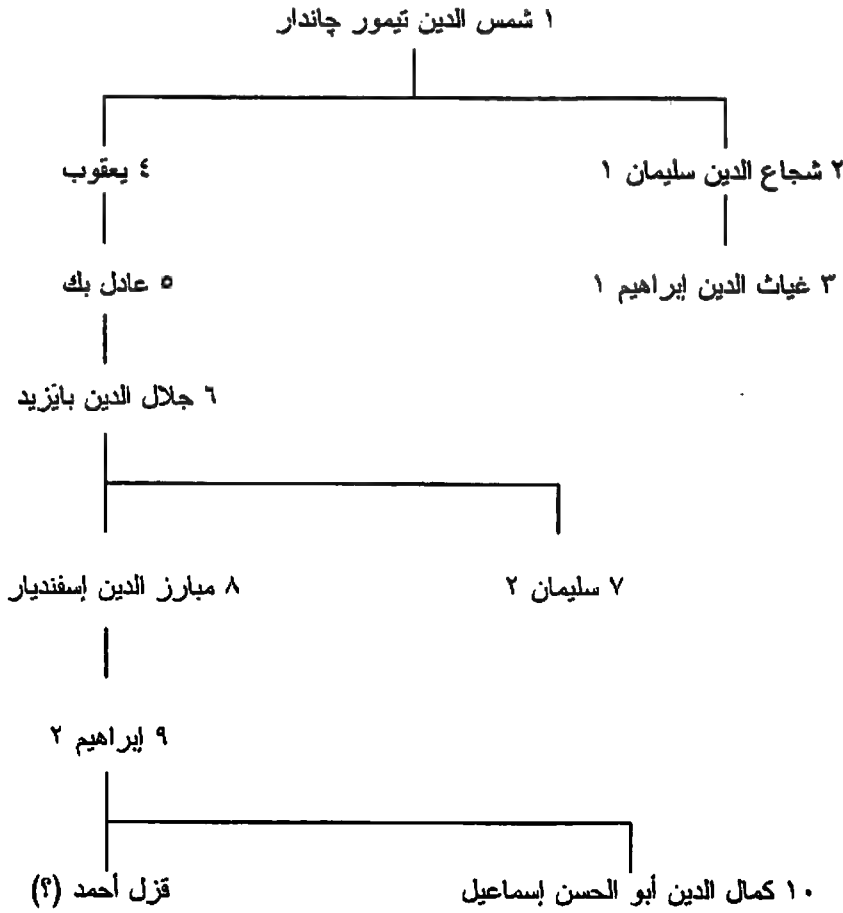 ١ شمس الدين تيمور چاندار
٢ شجاع الدين سليمان ١
٤ يعقوب
٣ غياث الدين إبراهيم ١
٥ عادل بك
٦ جلال الدين بايَزيد
٧ سليمان ٢
٨ مبارز الدين إسفنديار
٩ إبراهيم ٢
١٠ كمال الدين أبو الحسن إسماعيل
قزل أحمد (؟)